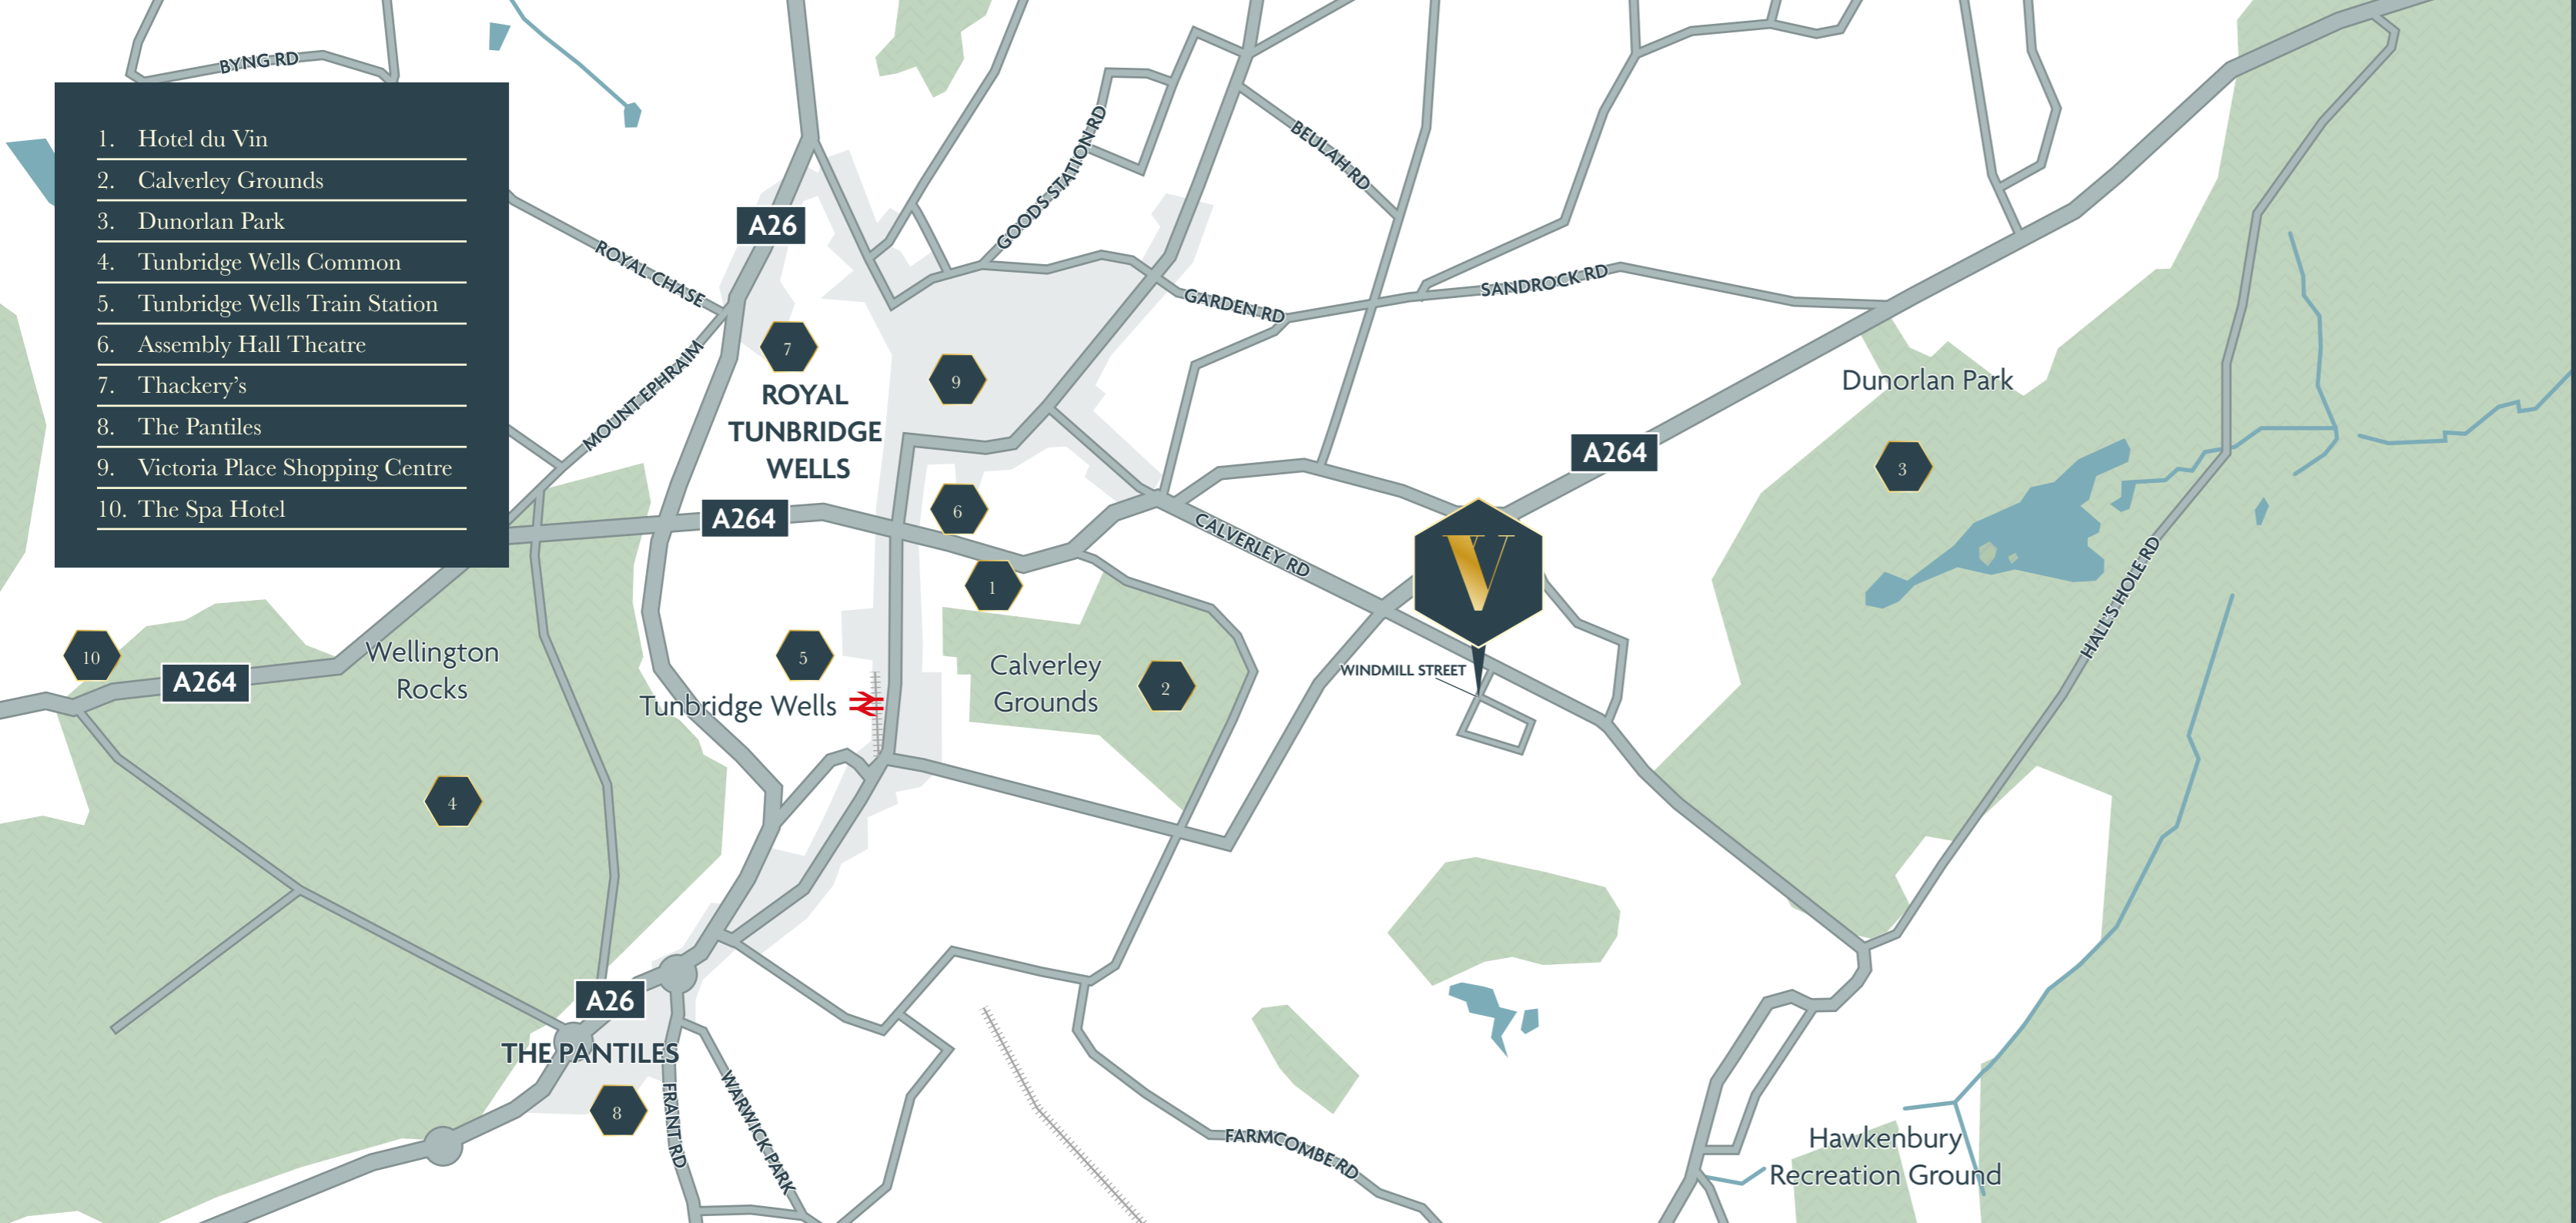 BYNG RD
1. Hotel du Vin
2. Calverley Grounds
3. Dunorlan Park
4. Tunbridge Wells Common
5. Tunbridge Wells Train Station
6. Assembly Hall Theatre
7. Thackery's
8. The Pantiles
9. Victoria Place Shopping Centre
10. The Spa Hotel
GOODS STATION RD
BEULAH RD
A26
ROYAL CHASE
GARDEN RD
SANDROCK RD
MOUNT EPHRAIM
7
9
ROYAL
TUNBRIDGE
WELLS
Dunorlan Park
A264
3
A264
6
CALVERLEY RD
V
1
HALL'S HOLE RD
10
A264
Wellington
Rocks
5
Tunbridge Wells
Calverley
Grounds
2
WINDMILL STREET
4
A26
THE PANTILES
8
FRANT RD
WARWICK PARK
FARMCOMBE RD
Hawkenbury
Recreation Ground